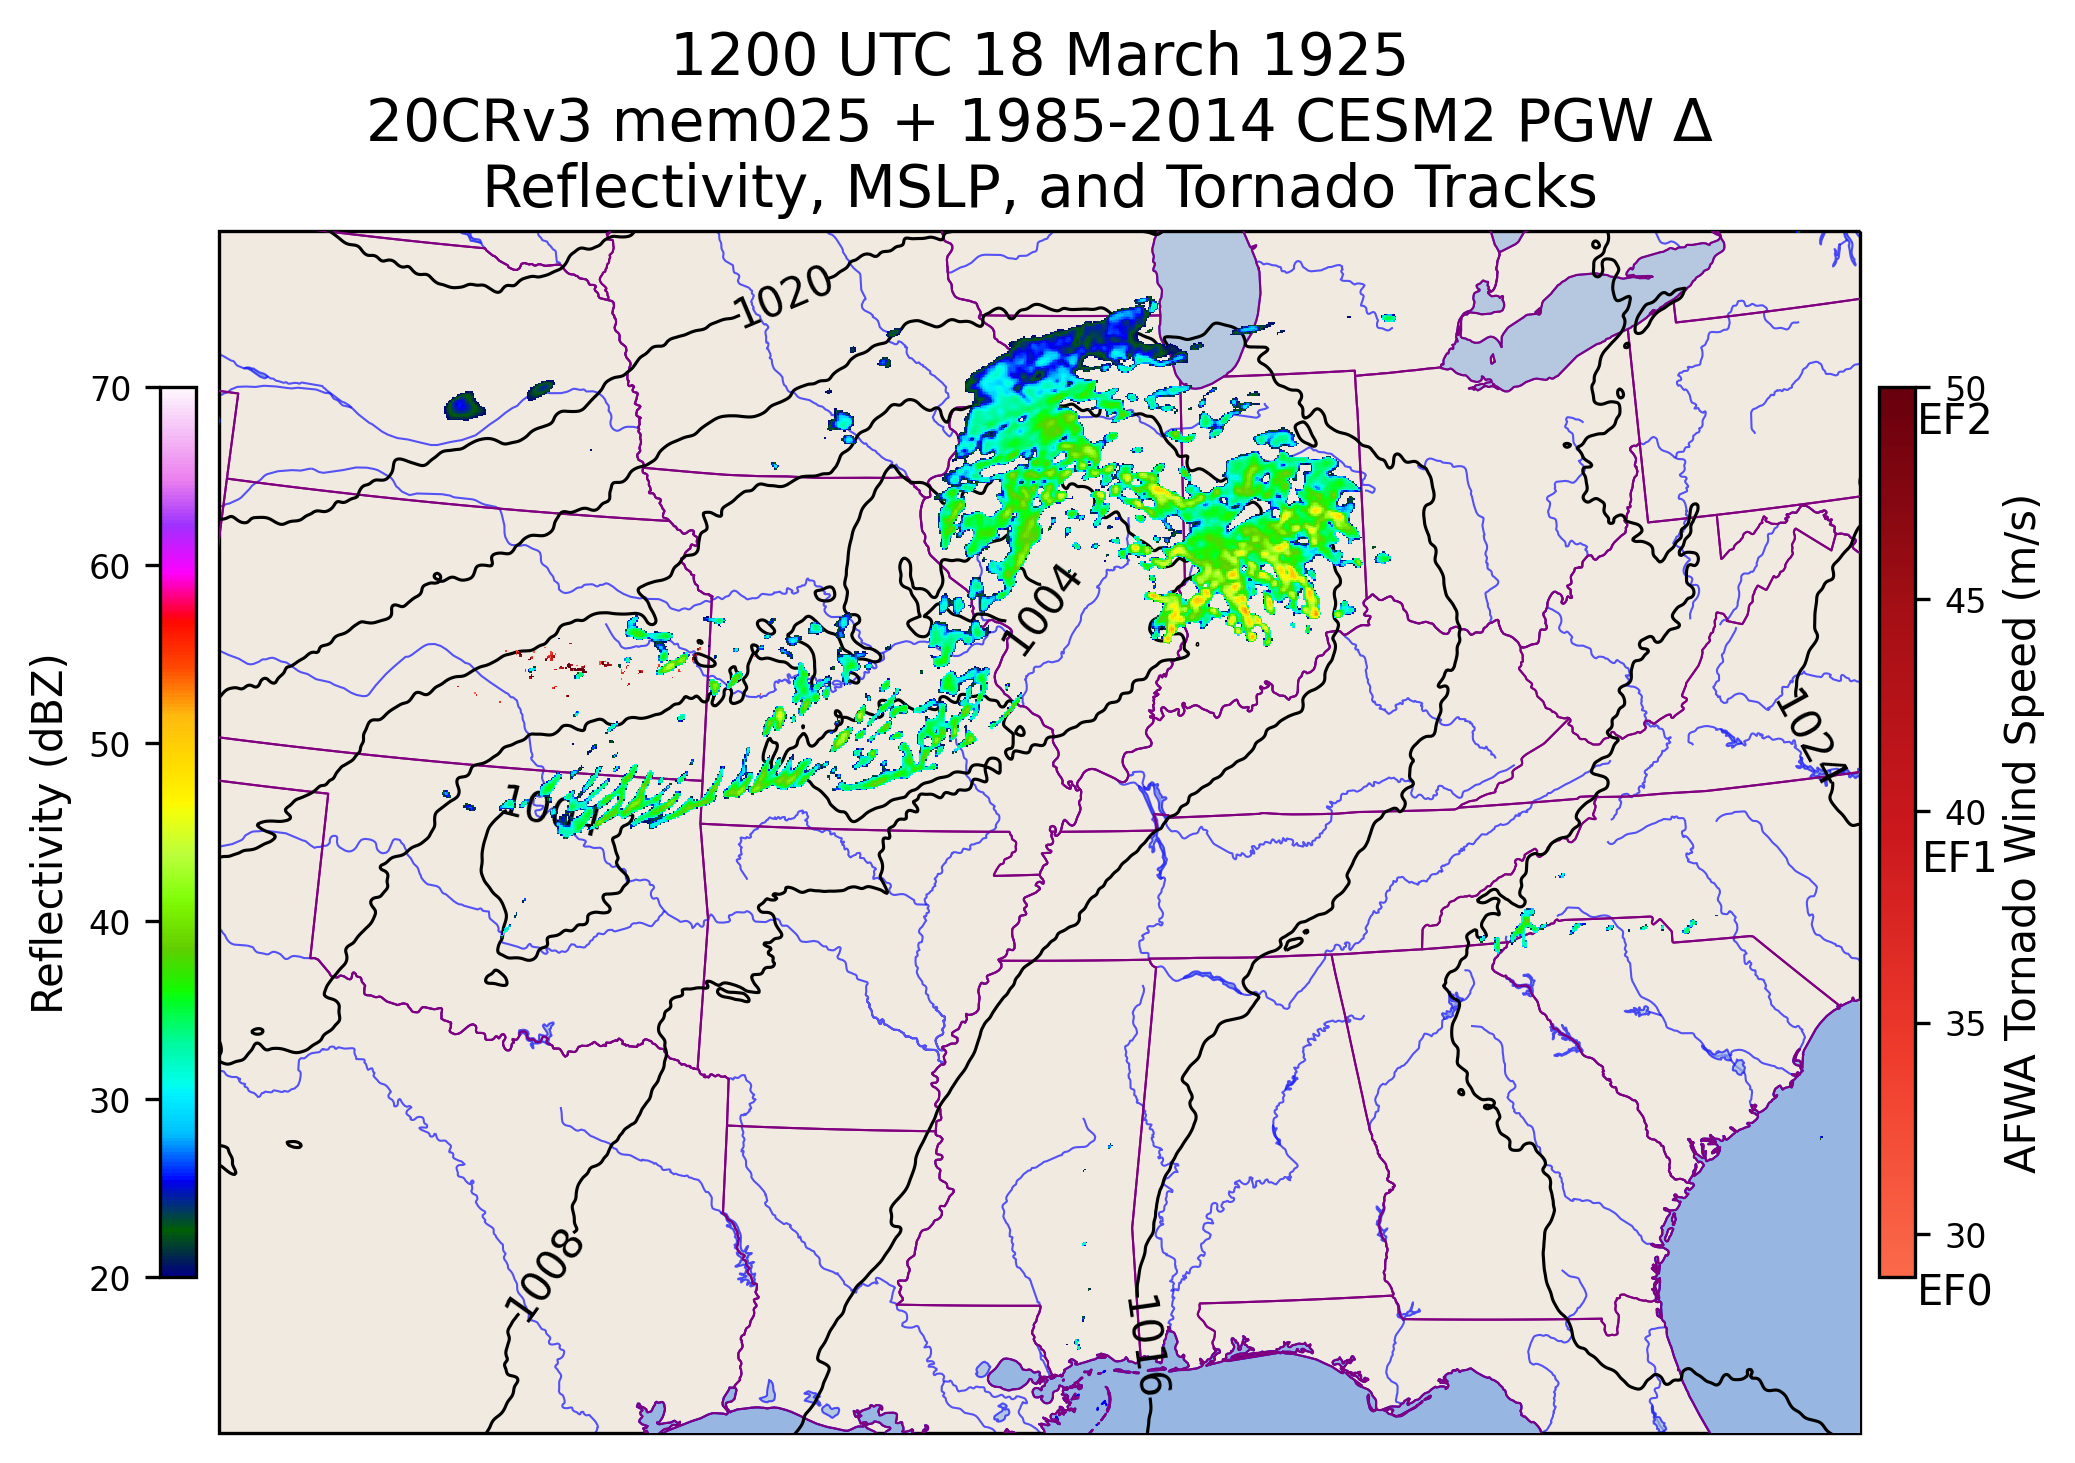 1200 UTC 18 March 1925
20CRv3 mem025 + 1985-2014 CESM2 PGW Δ
Reflectivity, MSLP, and Tornado Tracks
1020
1004
1024
1008
1016
70
60
50
40
30
20
Reflectivity (dBZ)
50
EF2
45
40
EF1
35
30
EF0
AFWA Tornado Wind Speed (m/s)